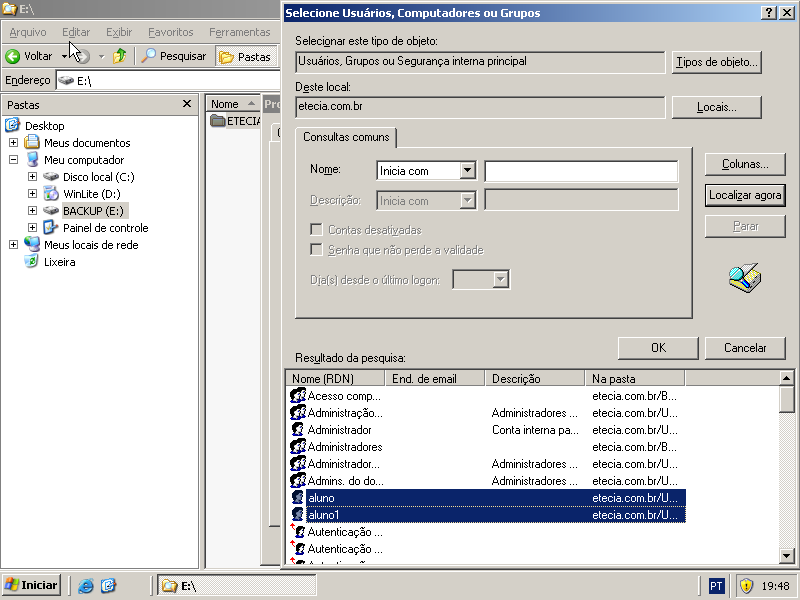 E:\
Arquivo Editar Exibir Favoritos Ferramentas
Voltar Pesquisar Pastas
Endereço E:\
Pastas
Desktop
Meus documentos
Meu computador
Disco local (C:)
WinLite (D:)
BACKUP (E:)
Painel de controle
Meus locais de rede
Lixeira
Nome
ETECIA
Selecione Usuários, Computadores ou Grupos
Selecionar este tipo de objeto:
Usuários, Grupos ou Segurança interna principal
Tipos de objeto...
Deste local:
etecia.com.br
Locais...
Consultas comuns
Nome: Inicia com
Descrição: Inicia com
Contas desativadas
Senha que não perde a validade
Dia(s) desde o último logon:
Colunas...
Localizar agora
Parar
OK Cancelar
Resultado da pesquisa:
Nome (RDN) End. de email Descrição Na pasta
Acesso comp... etecia.com.br/B...
Administração... Administradores ... etecia.com.br/U...
Administrador Conta interna pa... etecia.com.br/U...
Administradores etecia.com.br/B...
Administrador... Administradores ... etecia.com.br/U...
Admins. do do... Administradores ... etecia.com.br/U...
aluno etecia.com.br/U...
aluno1 etecia.com.br/U...
Autenticação ...
Autenticação ...
Iniciar E:\ PT 19:48